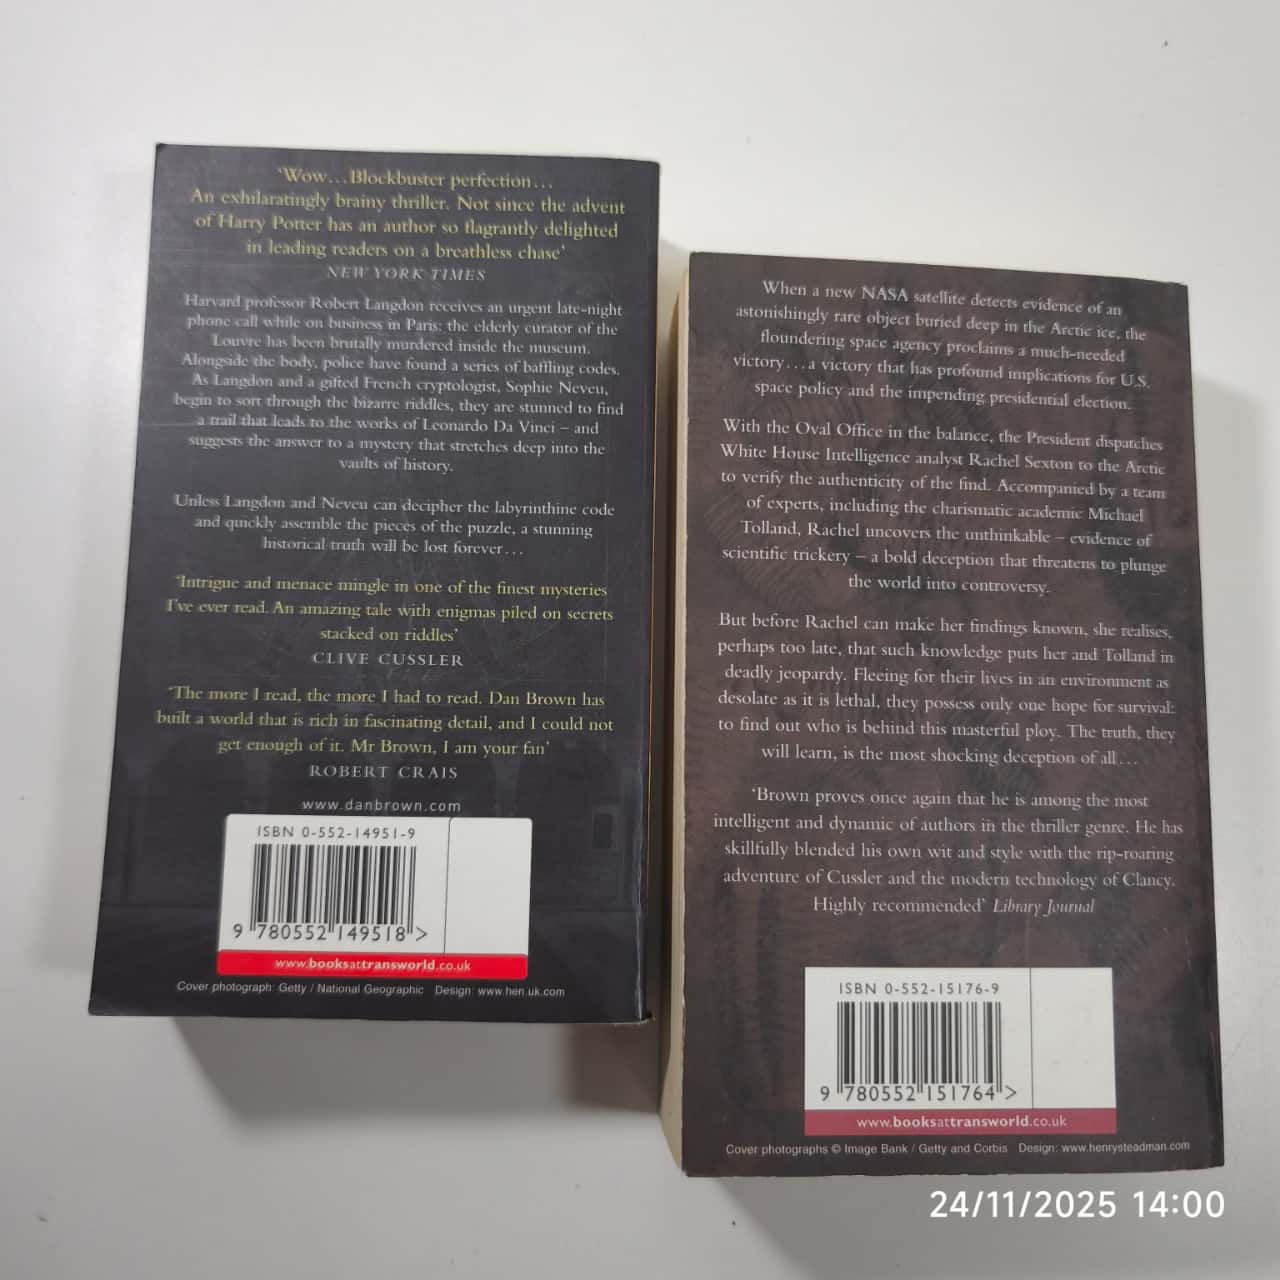 'Wow...Blockbuster perfection...
An exhilaratingly brainy thriller. Not since the advent
of Harry Potter has an author so flagrantly delighted
in leading readers on a breathless chase'
NEW YORK TIMES
Harvard professor Robert Langdon receives an urgent late-night
phone call while on business in Paris: the elderly curator of the
Louvre has been brutally murdered inside the museum.
Alongside the body, police have found a series of baffling codes.
As Langdon and a gifted French cryptologist, Sophie Neveu,
begin to sort through the bizarre riddles, they are stunned to find
a trail that leads to the works of Leonardo Da Vinci – and
suggests the answer to a mystery that stretches deep into the
vaults of history.
Unless Langdon and Neveu can decipher the labyrinthine code
and quickly assemble the pieces of the puzzle, a stunning
historical truth will be lost forever...
'Intrigue and menace mingle in one of the finest mysteries
I've ever read. An amazing tale with enigmas piled on secrets
stacked on riddles'
CLIVE CUSSLER
'The more I read, the more I had to read. Dan Brown has
built a world that is rich in fascinating detail, and I could not
get enough of it. Mr Brown, I am your fan'
ROBERT CRAIS
www.danbrown.com
ISBN 0-552-14951-9
9 780552 149518 >
www.booksattransworld.co.uk
Cover photograph: Getty / National Geographic Design: www.hen.uk.com
When a new NASA satellite detects evidence of an
astonishingly rare object buried deep in the Arctic ice, the
floundering space agency proclaims a much-needed
victory...a victory that has profound implications for U.S.
space policy and the impending presidential election.
With the Oval Office in the balance, the President dispatches
White House Intelligence analyst Rachel Sexton to the Arctic
to verify the authenticity of the find. Accompanied by a team
of experts, including the charismatic academic Michael
Tolland, Rachel uncovers the unthinkable – evidence of
scientific trickery – a bold deception that threatens to plunge
the world into controversy.
But before Rachel can make her findings known, she realises,
perhaps too late, that such knowledge puts her and Tolland in
deadly jeopardy. Fleeing for their lives in an environment as
desolate as it is lethal, they possess only one hope for survival:
to find out who is behind this masterful ploy. The truth, they
will learn, is the most shocking deception of all...
'Brown proves once again that he is among the most
intelligent and dynamic of authors in the thriller genre. He has
skillfully blended his own wit and style with the rip-roaring
adventure of Cussler and the modern technology of Clancy.
Highly recommended' Library Journal
ISBN 0-552-15176-9
9 780552 151764 >
www.booksattransworld.co.uk
Cover photographs © Image Bank / Getty and Corbis Design: www.henrysteadman.com
24/11/2025 14:00